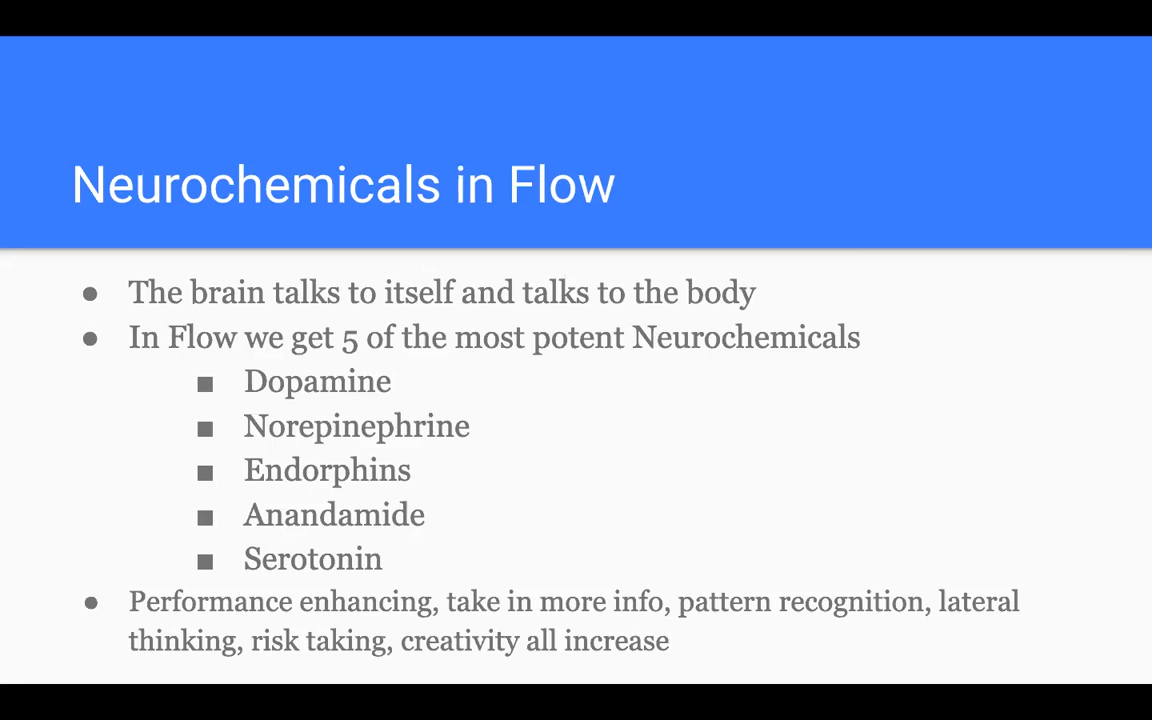 Neurochemicals in Flow
● The brain talks to itself and talks to the body
● In Flow we get 5 of the most potent Neurochemicals
■ Dopamine
■ Norepinephrine
■ Endorphins
■ Anandamide
■ Serotonin
● Performance enhancing, take in more info, pattern recognition, lateral
thinking, risk taking, creativity all increase